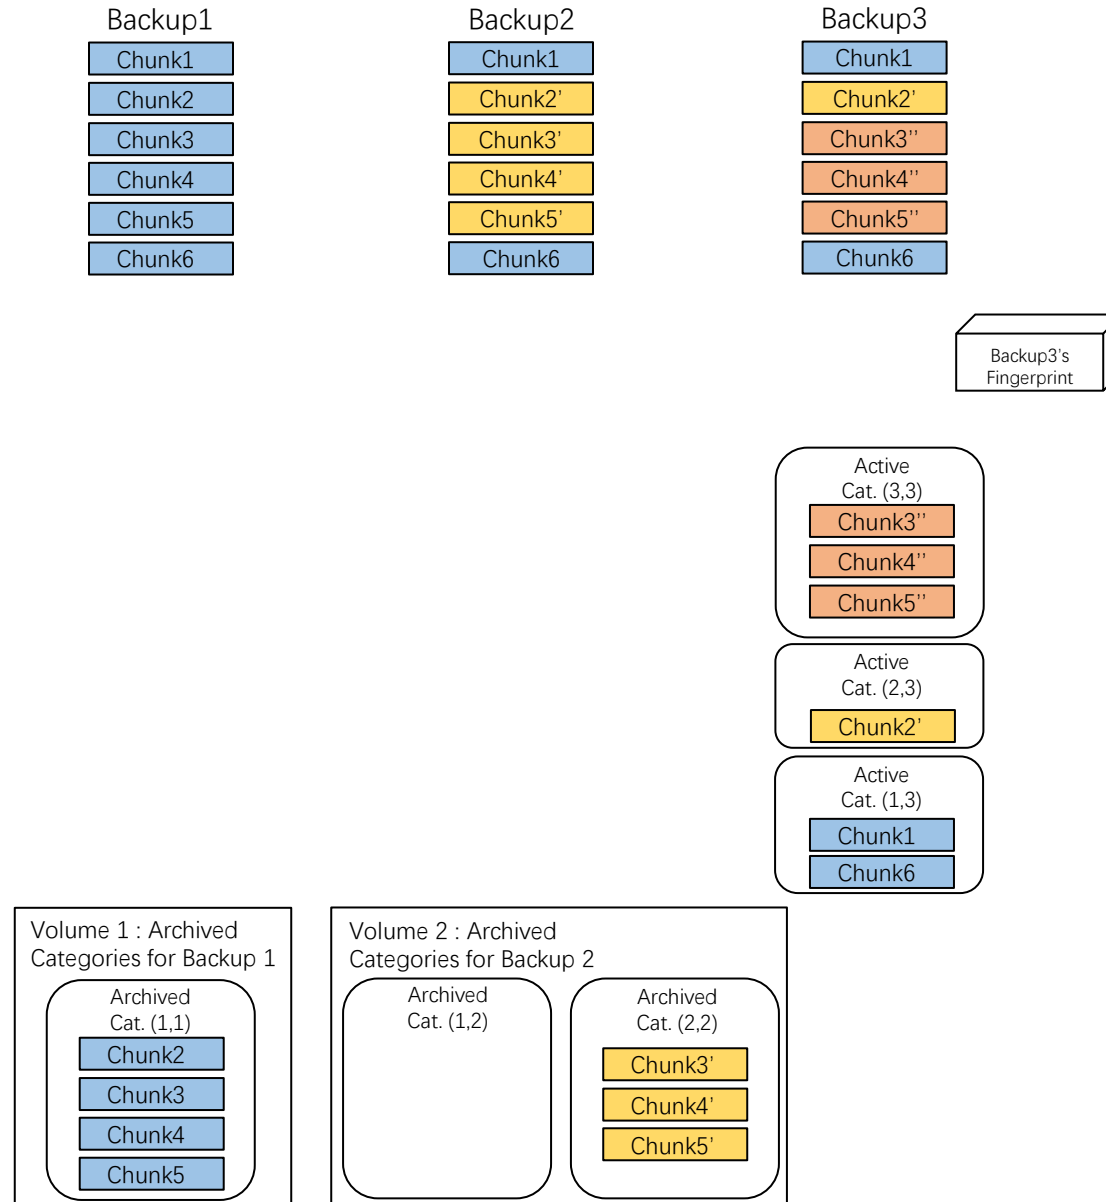 Backup1
Chunk1
Chunk2
Chunk3
Chunk4
Chunk5
Chunk6
Backup2
Chunk1
Chunk2'
Chunk3'
Chunk4'
Chunk5'
Chunk6
Backup3
Chunk1
Chunk2'
Chunk3''
Chunk4''
Chunk5''
Chunk6
Backup3's
Fingerprint
Active
Cat. (3,3)
Chunk3''
Chunk4''
Chunk5''
Active
Cat. (2,3)
Chunk2'
Active
Cat. (1,3)
Chunk1
Chunk6
Volume 1 : Archived
Categories for Backup 1
Archived
Cat. (1,1)
Chunk2
Chunk3
Chunk4
Chunk5
Volume 2 : Archived
Categories for Backup 2
Archived
Cat. (1,2)
Archived
Cat. (2,2)
Chunk3'
Chunk4'
Chunk5'